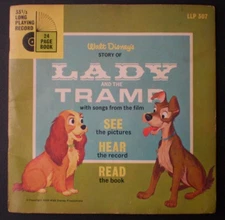 33⅓
LONG
PLAYING
RECORD
24
PAGE
BOOK
LLP 307
Walt Disney's
STORY OF
LADY
AND THE
TRAMP
with songs from the film
SEE
the pictures
HEAR
the record
READ
the book